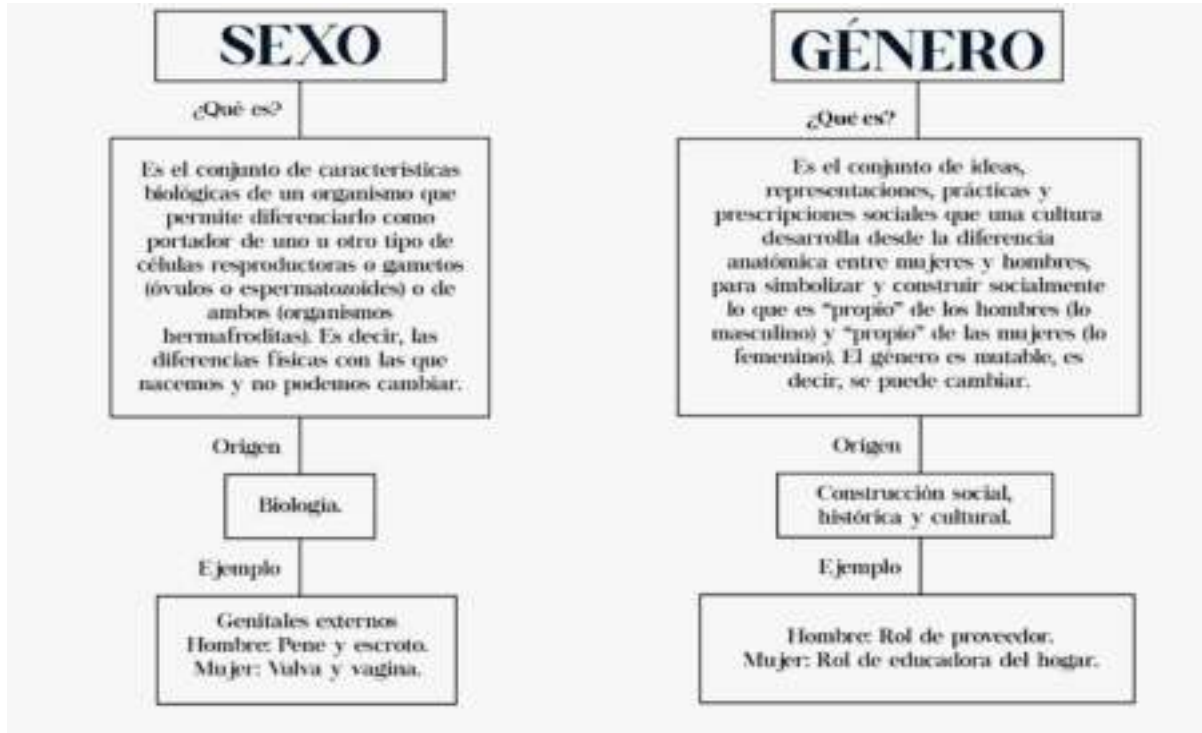 SEXO
¿Qué es?
Es el conjunto de características
biológicas de un organismo que
permite diferenciarlo como
portador de uno u otro tipo de
células resproductoras o gametos
(óvulos o espermatozoides) o de
ambos (organismos
hermafroditas). Es decir, las
diferencias físicas con las que
nacemos y no podemos cambiar.
Origen
Biología.
Ejemplo
Genitales externos
Hombre: Pene y escroto.
Mujer: Vulva y vagina.
GÉNERO
¿Qué es?
Es el conjunto de ideas,
representaciones, prácticas y
prescripciones sociales que una cultura
desarrolla desde la diferencia
anatómica entre mujeres y hombres,
para simbolizar y construir socialmente
lo que es “propio” de los hombres (lo
masculino) y “propio” de las mujeres (lo
femenino). El género es mutable, es
decir, se puede cambiar.
Origen
Construcción social,
histórica y cultural.
Ejemplo
Hombre: Rol de proveedor.
Mujer: Rol de educadora del hogar.